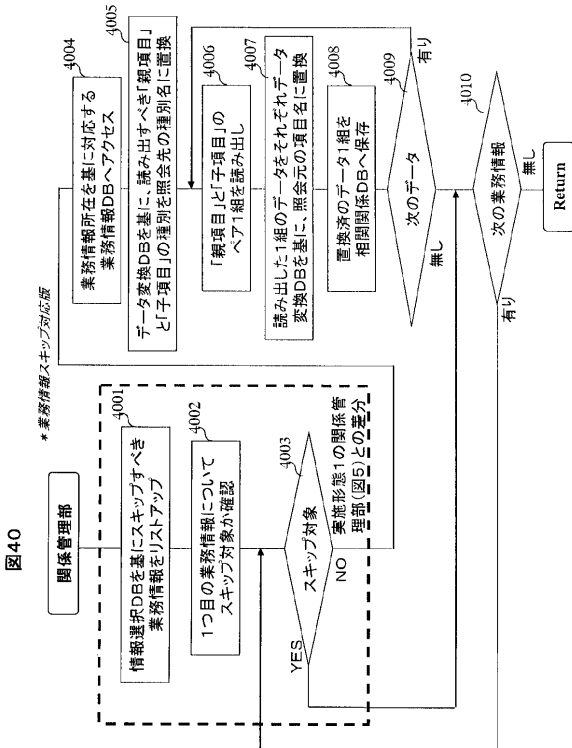 図40
*業務情報スキップ対応版
関係管理部
4001
情報選択DBを基にスキップすべき
業務情報をリストアップ
4002
1つ目の業務情報について
スキップ対象か確認
4003
スキップ対象
YES
NO
実施形態1の関係管
理部(図5)との差分
4004
業務情報所在を基に対応する
業務情報DBへアクセス
4005
データ変換DBを基に、読み出すべき「親項目」
と「子項目」の種別を照会先の種別名に置換
4006
「親項目」と「子項目」の
ペア1組を読み出し
4007
読み出した1組のデータをそれぞれデータ
変換DBを基に、照会元の項目名に置換
4008
置換済のデータ1組を
相関関係DBへ保存
4009
次のデータ
有り
無し
4010
次の業務情報
有り
無し
Return